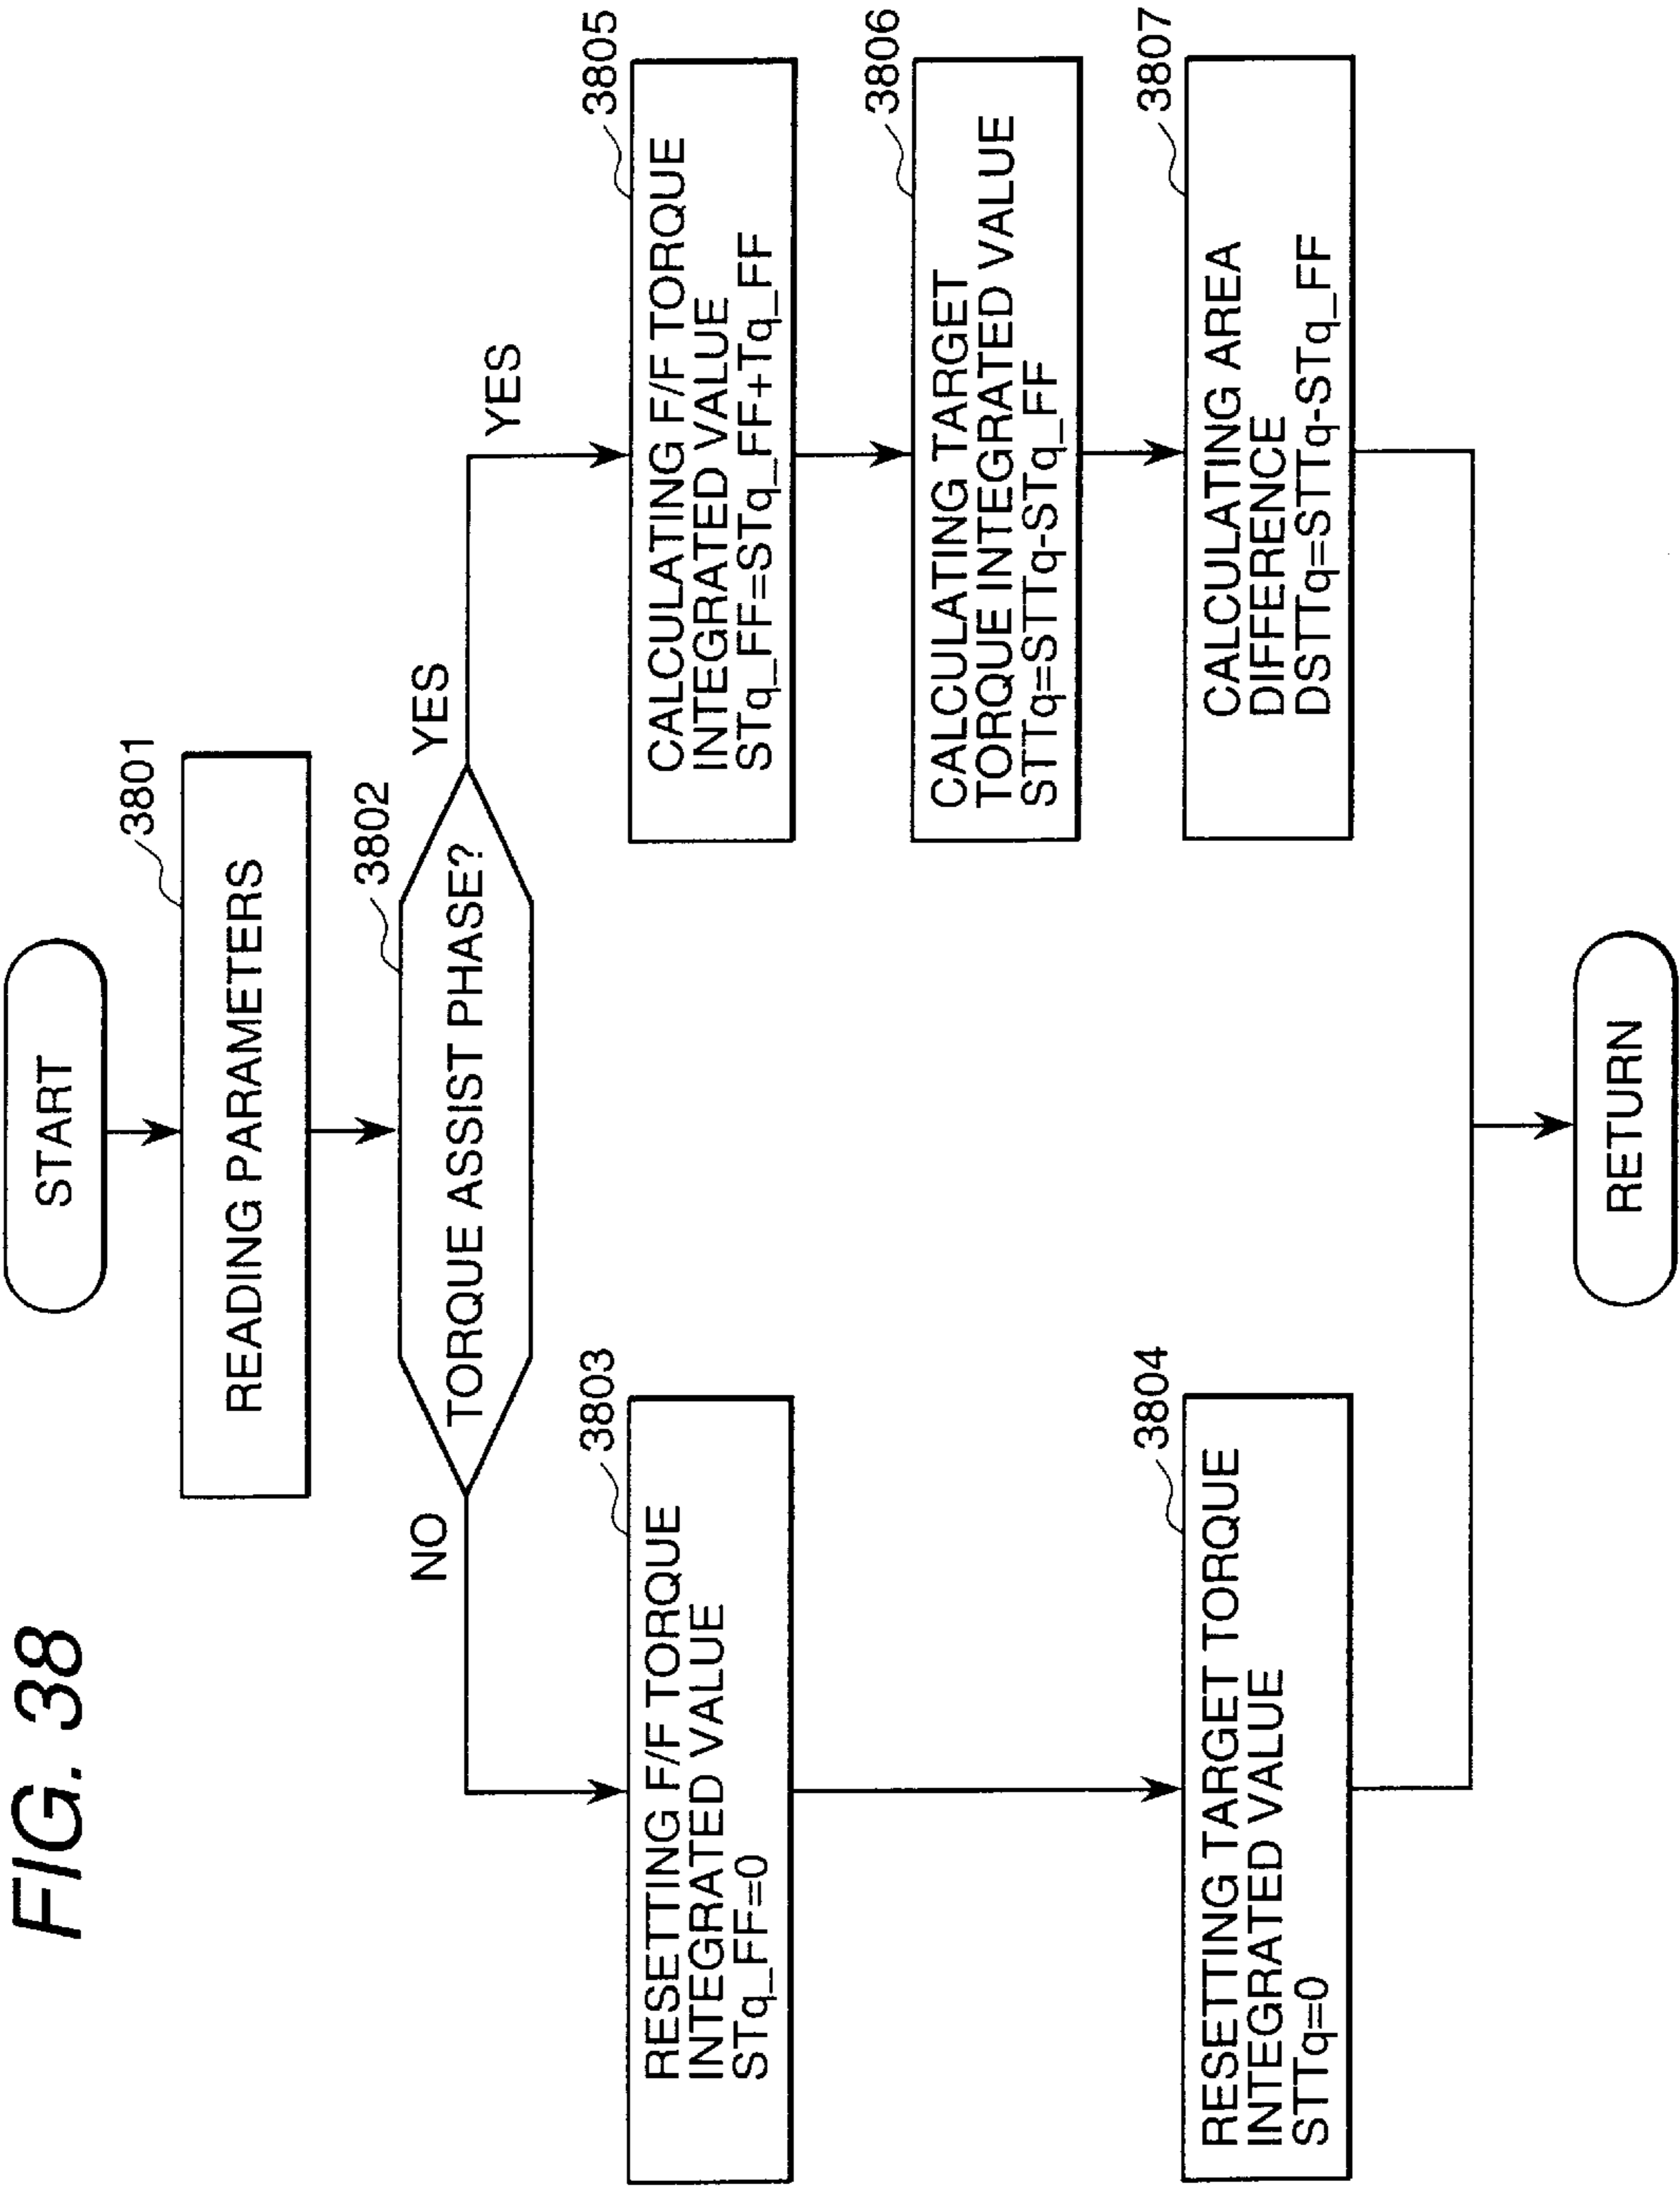 FIG. 38
START
3801
READING PARAMETERS
3802
TORQUE ASSIST PHASE?
NO
YES
YES
3803
RESETTING F/F TORQUE
INTEGRATED VALUE
STq_FF=0
3804
RESETTING TARGET TORQUE
INTEGRATED VALUE
STTq=0
3805
CALCULATING F/F TORQUE
INTEGRATED VALUE
STq_FF=STq_FF+Tq_FF
3806
CALCULATING TARGET
TORQUE INTEGRATED VALUE
STTq=STTq-STq_FF
3807
CALCULATING AREA
DIFFERENCE
DSTTq=STTq-STq_FF
RETURN